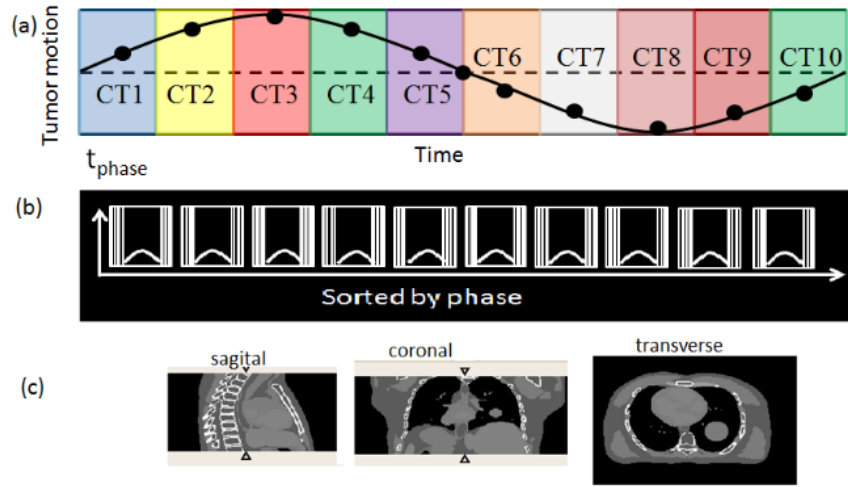 (a)
Tumor motion
CT1 CT2 CT3 CT4 CT5 CT6 CT7 CT8 CT9 CT10
Time
t_phase
(b)
Sorted by phase
(c)
sagital
coronal
transverse